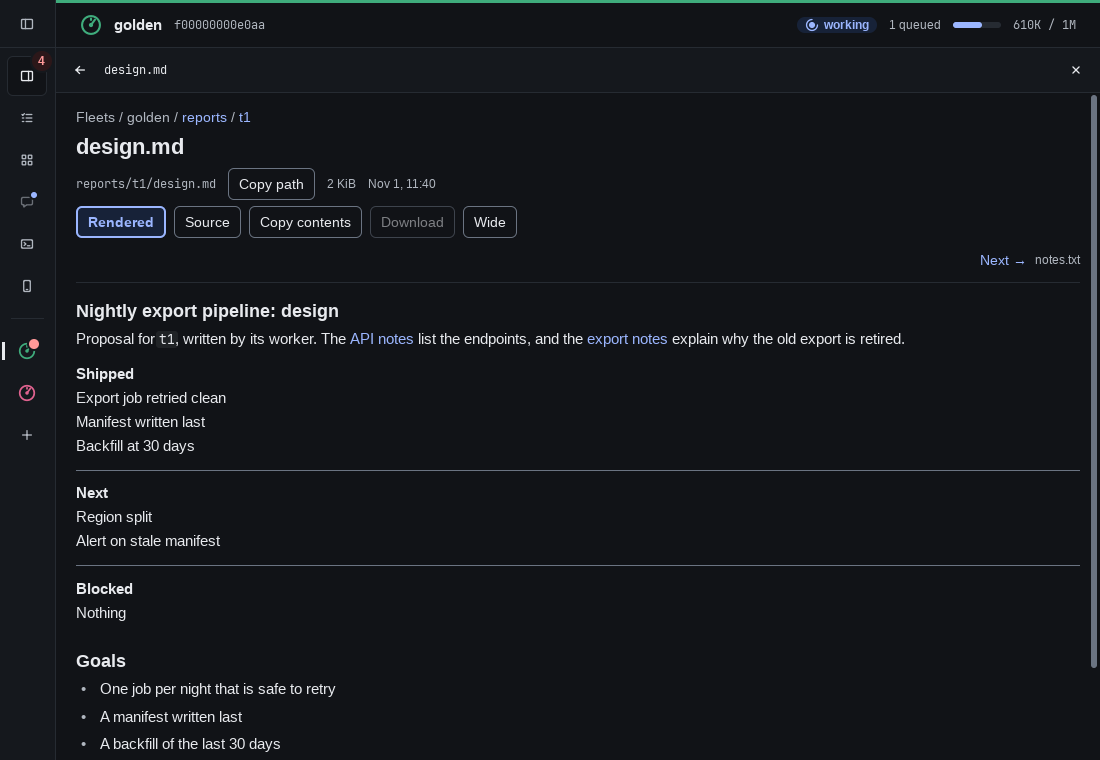 golden f00000000e0aa working 1 queued 610K / 1M
4
← design.md ×
Fleets / golden / reports / t1
design.md
reports/t1/design.md Copy path 2 KiB Nov 1, 11:40
Rendered Source Copy contents Download Wide
Next → notes.txt
Nightly export pipeline: design
Proposal for t1, written by its worker. The API notes list the endpoints, and the export notes explain why the old export is retired.
Shipped
Export job retried clean
Manifest written last
Backfill at 30 days
Next
Region split
Alert on stale manifest
Blocked
Nothing
Goals
• One job per night that is safe to retry
• A manifest written last
• A backfill of the last 30 days